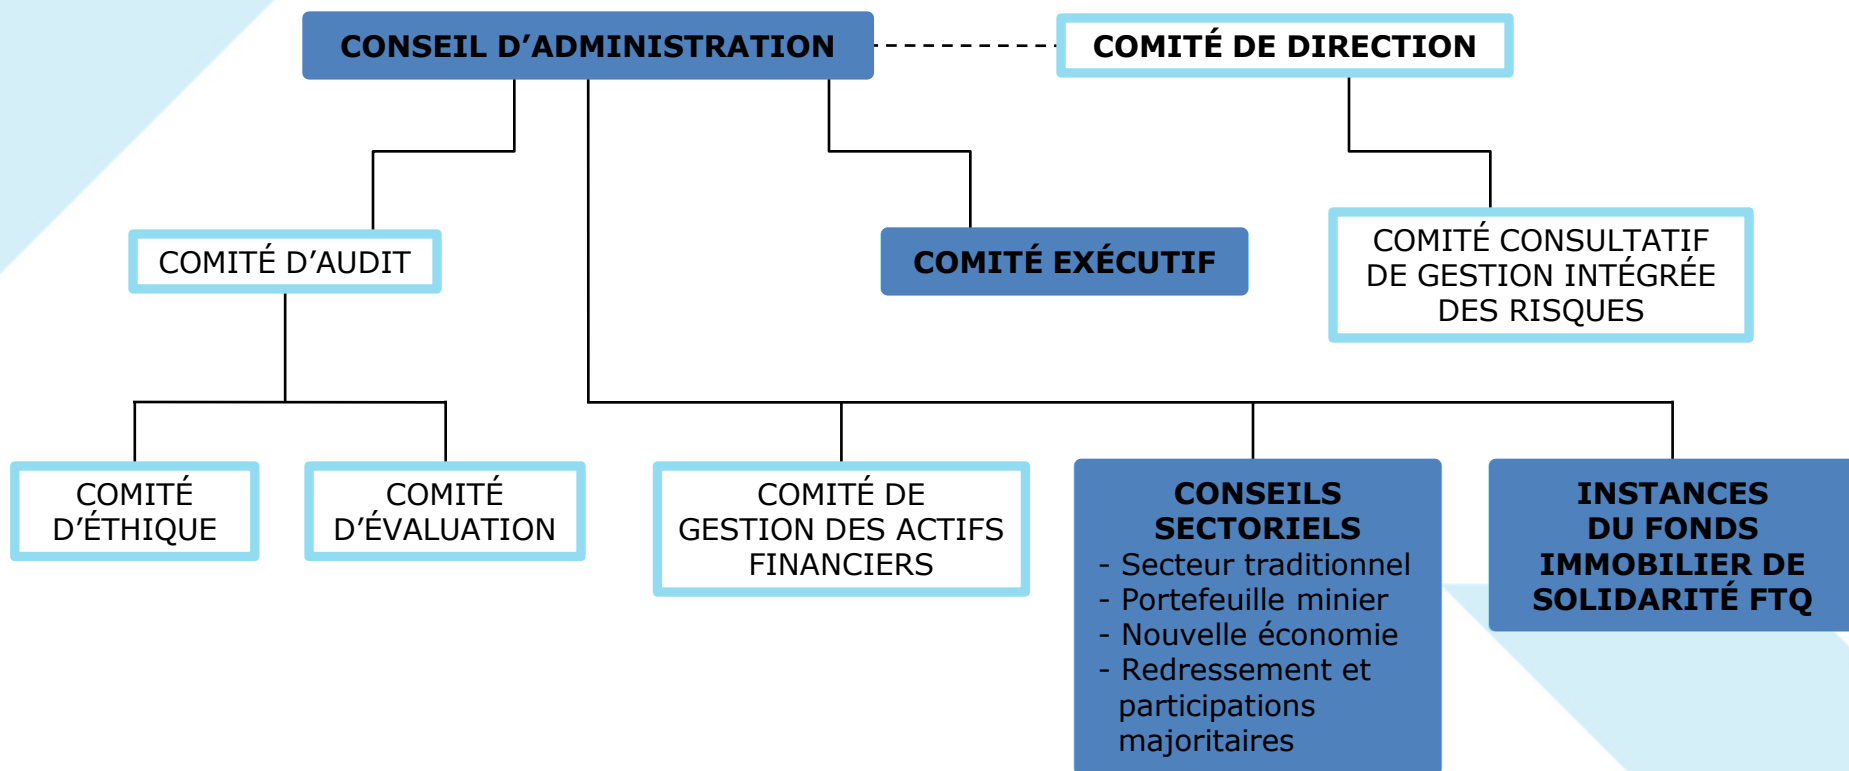 CONSEIL D’ADMINISTRATION
COMITÉ DE DIRECTION
COMITÉ D’AUDIT
COMITÉ EXÉCUTIF
COMITÉ CONSULTATIF
DE GESTION INTÉGRÉE
DES RISQUES
COMITÉ
D’ÉTHIQUE
COMITÉ
D’ÉVALUATION
COMITÉ DE
GESTION DES ACTIFS
FINANCIERS
CONSEILS
SECTORIELS
- Secteur traditionnel
- Portefeuille minier
- Nouvelle économie
- Redressement et
participations
majoritaires
INSTANCES
DU FONDS
IMMOBILIER DE
SOLIDARITÉ FTQ